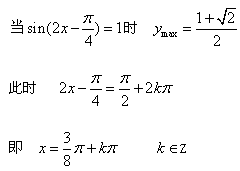 当 sin(2x-π/4)=1时 y_max=(1+√2)/2
此时 2x-π/4=π/2+2kπ
即 x=3/8π+kπ k∈Z